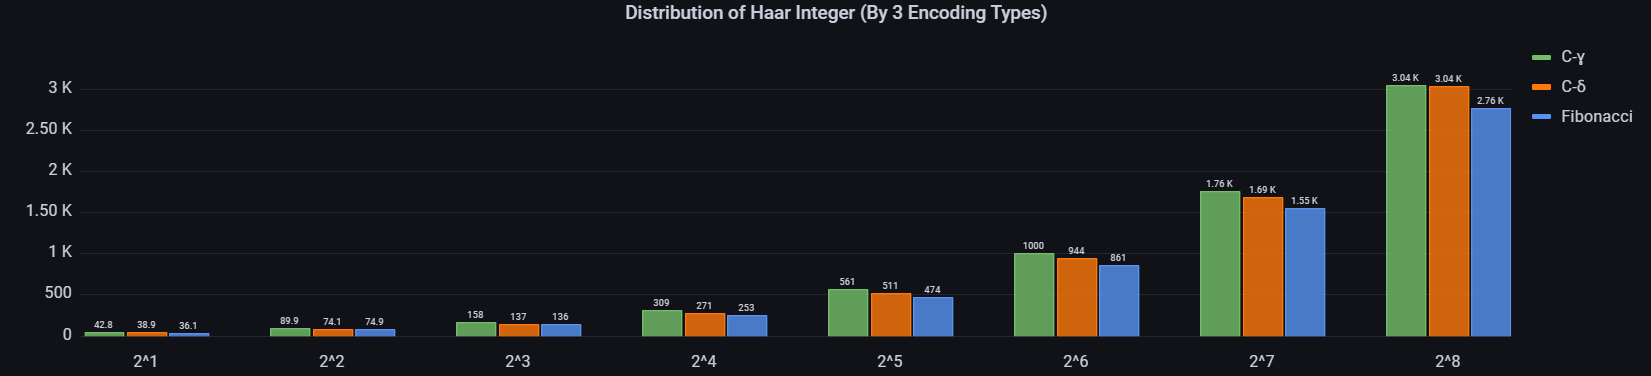 Distribution of Haar Integer (By 3 Encoding Types)
C-ɣ
C-δ
Fibonacci
3 K
2.50 K
2 K
1.50 K
1 K
500
0
42.8 38.9 36.1
89.9 74.1 74.9
158 137 136
309 271 253
561 511 474
1000 944 861
1.76 K 1.69 K 1.55 K
3.04 K 3.04 K 2.76 K
2^1 2^2 2^3 2^4 2^5 2^6 2^7 2^8